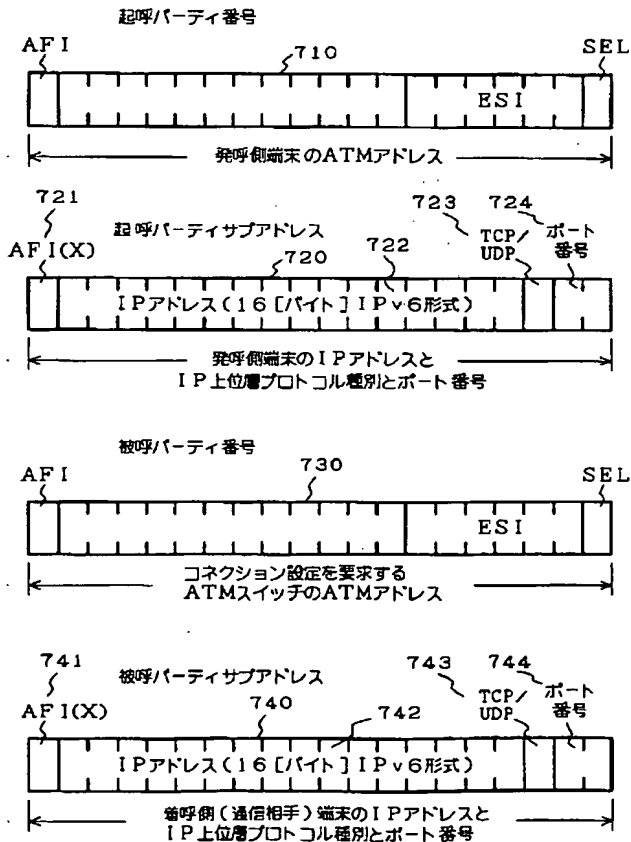 起呼パーティ番号
AFI 710 SEL
ESI
発呼側端末のATMアドレス
721 723 724
起呼パーティサブアドレス TCP/ ポート
AFI(X) 720 722 UDP 番号
IPアドレス(16[バイト]IPv6形式)
発呼側端末のIPアドレスと
IP上位層プロトコル種別とポート番号
被呼パーティ番号
AFI 730 SEL
ESI
コネクション設定を要求する
ATMスイッチのATMアドレス
741 743 744
被呼パーティサブアドレス TCP/ ポート
AFI(X) 740 742 UDP 番号
IPアドレス(16[バイト]IPv6形式)
着呼側(通信相手)端末のIPアドレスと
IP上位層プロトコル種別とポート番号